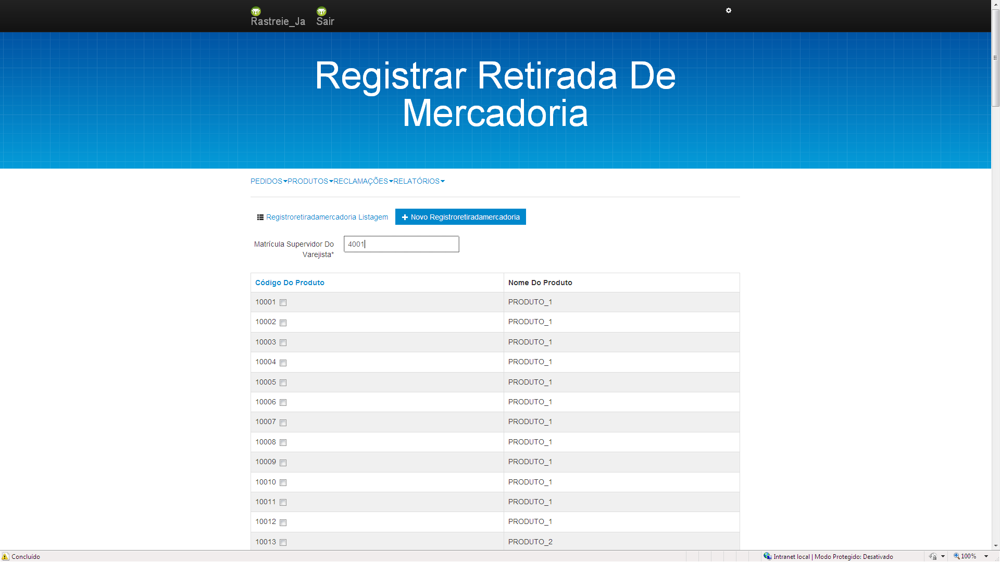 Rastreie_Ja Sair
Registrar Retirada De
Mercadoria
PEDIDOS PRODUTOS RECLAMAÇÕES RELATÓRIOS
Registroretiradamercadoria Listagem Novo Registroretiradamercadoria
Matrícula Supervidor Do
Varejista*
4001
Código Do Produto Nome Do Produto
10001 PRODUTO_1
10002 PRODUTO_1
10003 PRODUTO_1
10004 PRODUTO_1
10005 PRODUTO_1
10006 PRODUTO_1
10007 PRODUTO_1
10008 PRODUTO_1
10009 PRODUTO_1
10010 PRODUTO_1
10011 PRODUTO_1
10012 PRODUTO_1
10013 PRODUTO_2
Concluído Intranet local | Modo Protegido: Desativado 100%